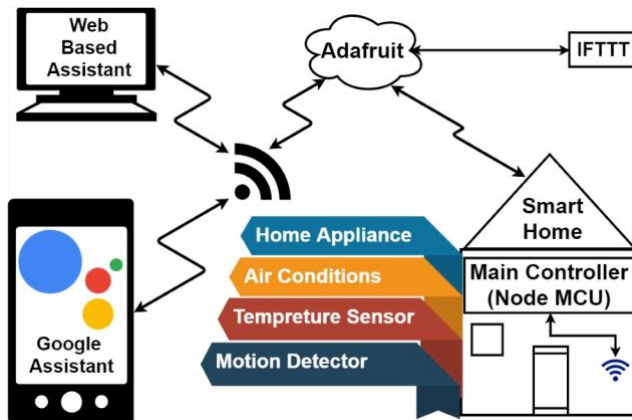 Web
Based
Assistant
Adafruit
IFTTT
Smart
Home
Home Appliance
Air Conditions
Tempreture Sensor
Motion Detector
Main Controller
(Node MCU)
Google
Assistant